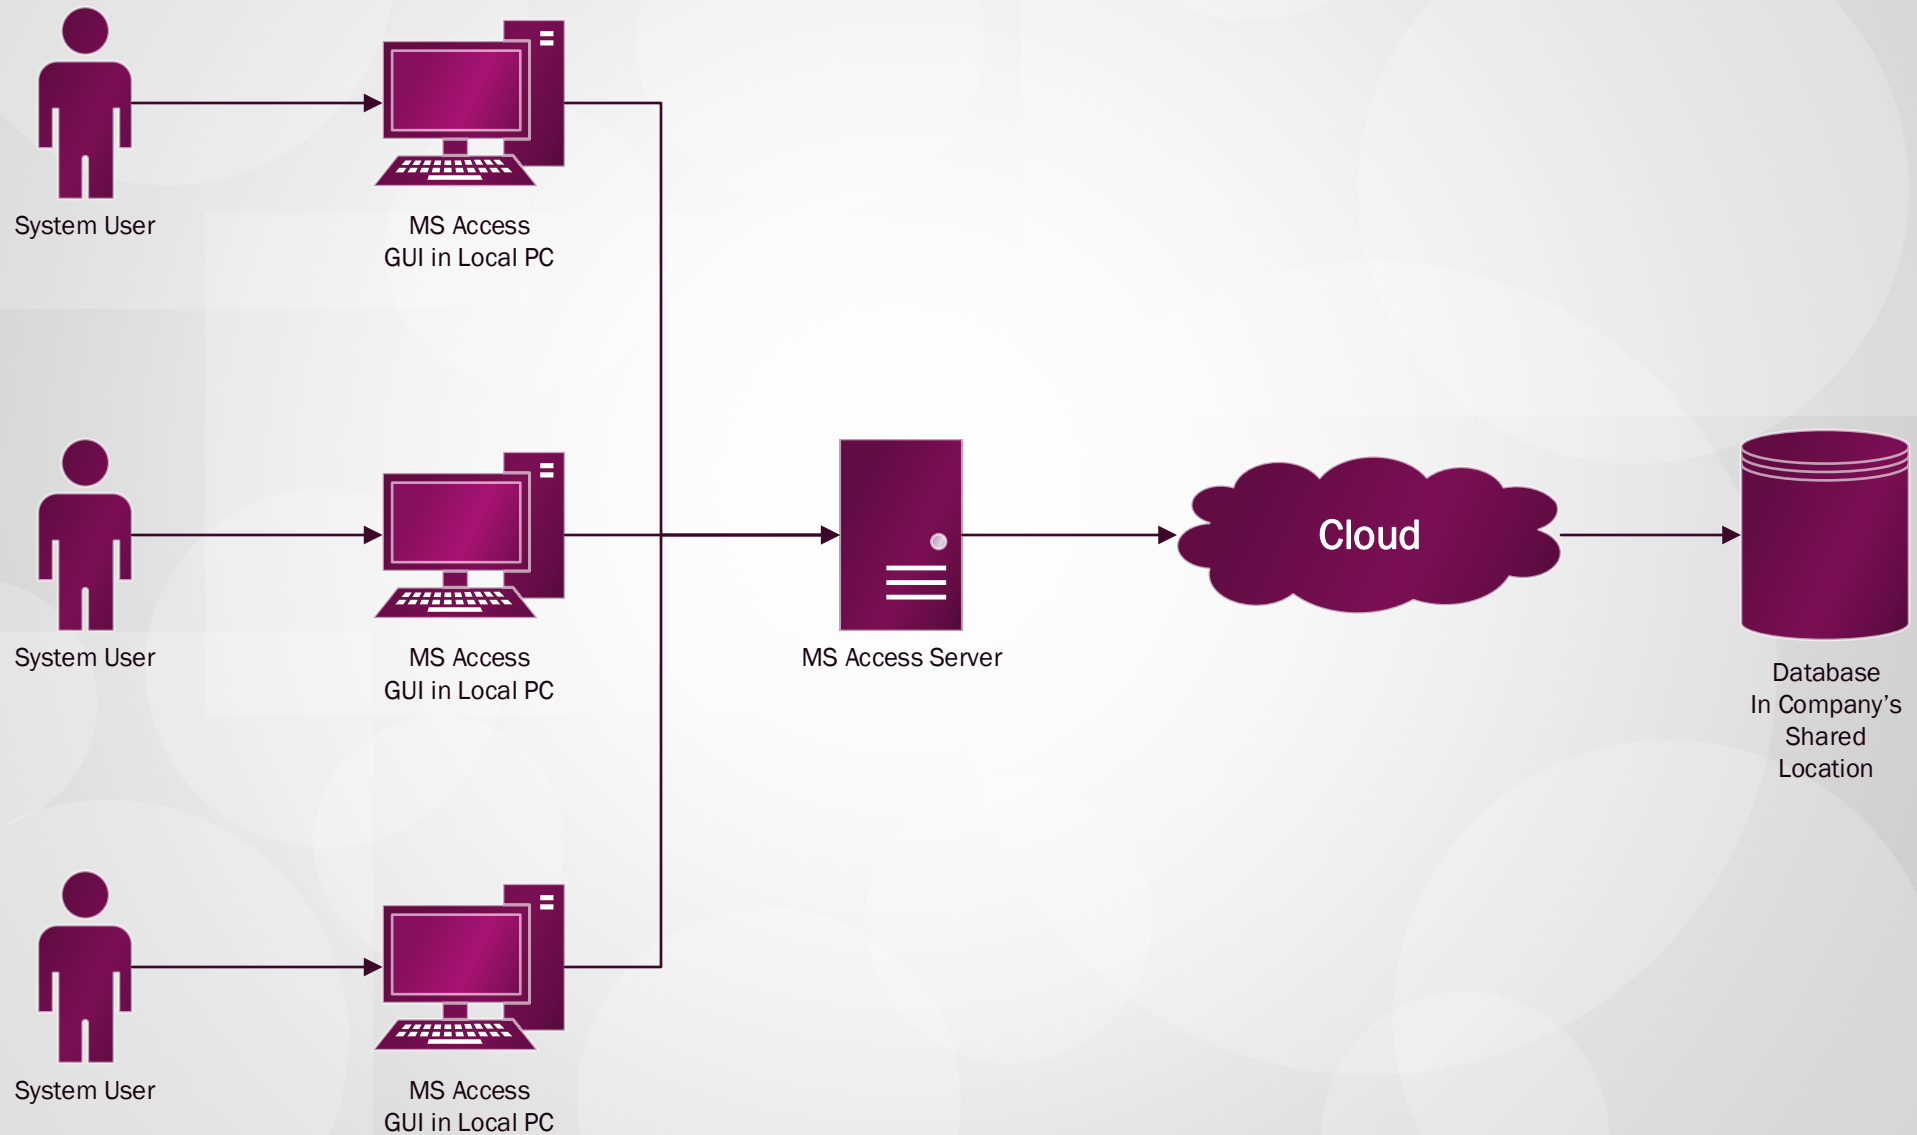 System User
MS Access
GUI in Local PC
System User
MS Access
GUI in Local PC
MS Access Server
Cloud
Database
In Company’s
Shared
Location
System User
MS Access
GUI in Local PC